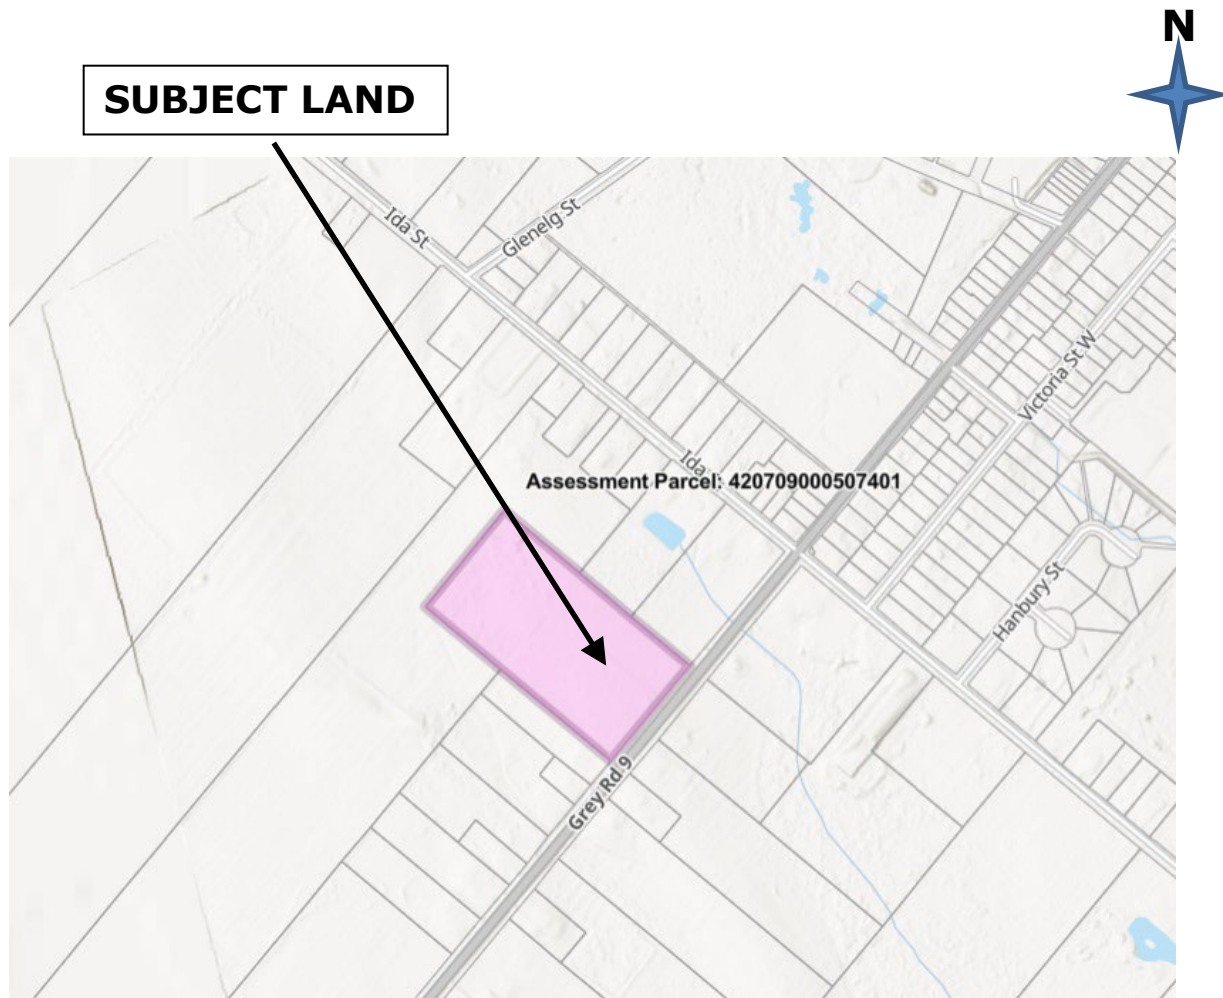 N
SUBJECT LAND
Ida St
Glenelg St
Victoria St W
Ida
Assessment Parcel: 420709000507401
Hanbury St
Grey Rd 9